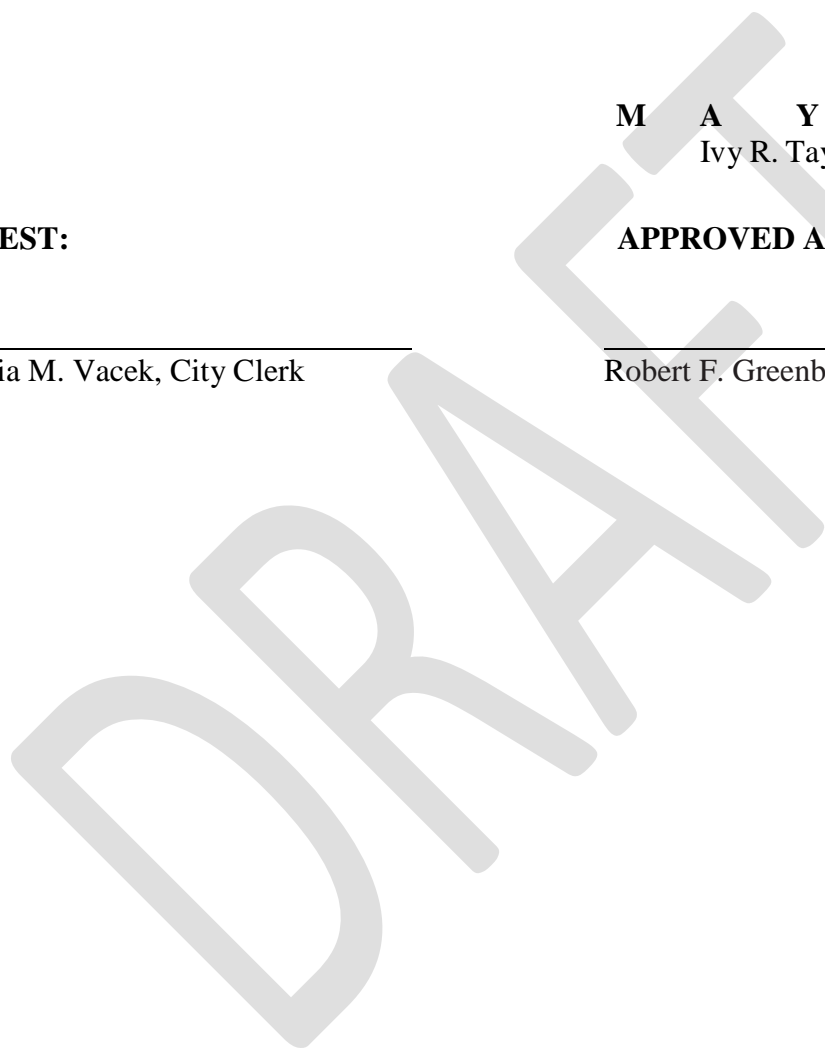 M A Y
Ivy R. Tay
EST: APPROVED A
ia M. Vacek, City Clerk Robert F. Greenb
DRAFT